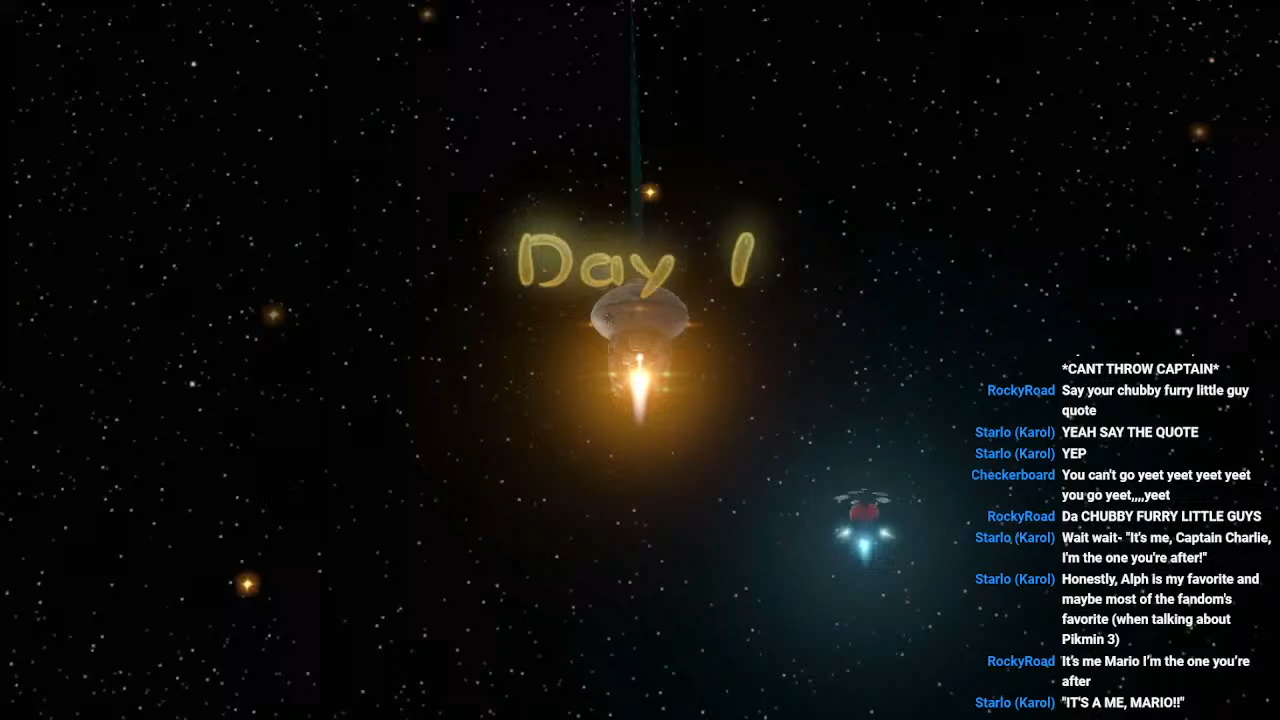 Day 1
*CANT THROW CAPTAIN*
RockyRoad Say your chubby furry little guy
quote
Starlo (Karol) YEAH SAY THE QUOTE
Starlo (Karol) YEP
Checkerboard You can't go yeet yeet yeet yeet
you go yeet,,,,yeet
RockyRoad Da CHUBBY FURRY LITTLE GUYS
Starlo (Karol) Wait wait- "It's me, Captain Charlie,
I'm the one you're after!"
Starlo (Karol) Honestly, Alph is my favorite and
maybe most of the fandom's
favorite (when talking about
Pikmin 3)
RockyRoad It's me Mario I'm the one you're
after
Starlo (Karol) "IT'S A ME, MARIO!!"